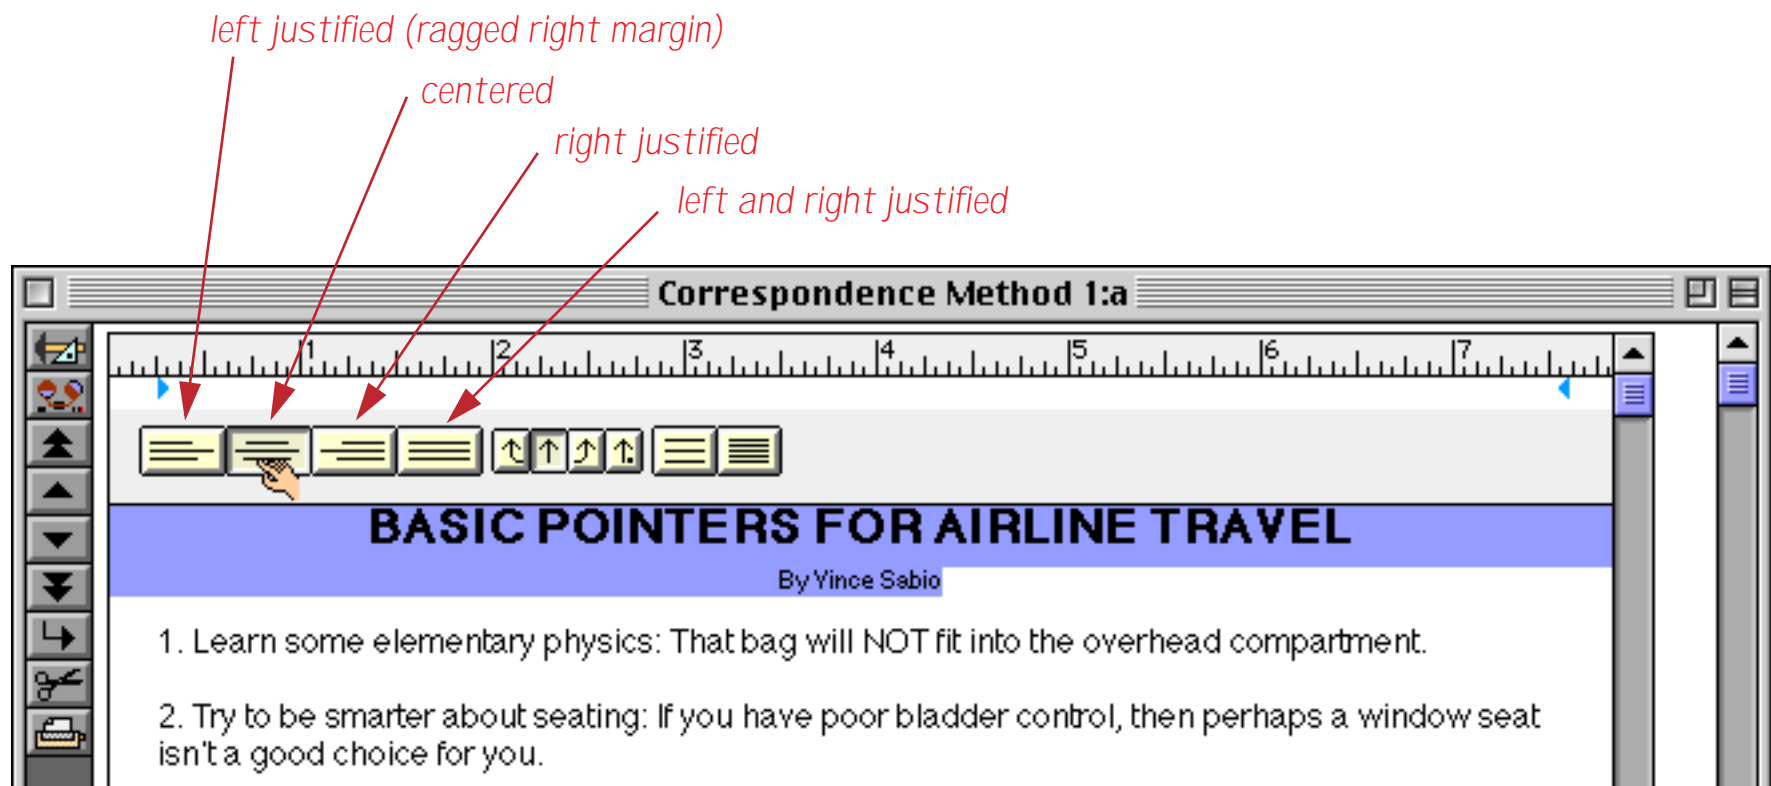 left justified (ragged right margin)
centered
right justified
left and right justified
Correspondence Method 1:a
1 2 3 4 5 6 7
BASIC POINTERS FOR AIRLINE TRAVEL
By Vince Sabio
1. Learn some elementary physics: That bag will NOT fit into the overhead compartment.
2. Try to be smarter about seating: If you have poor bladder control, then perhaps a window seat
isn't a good choice for you.